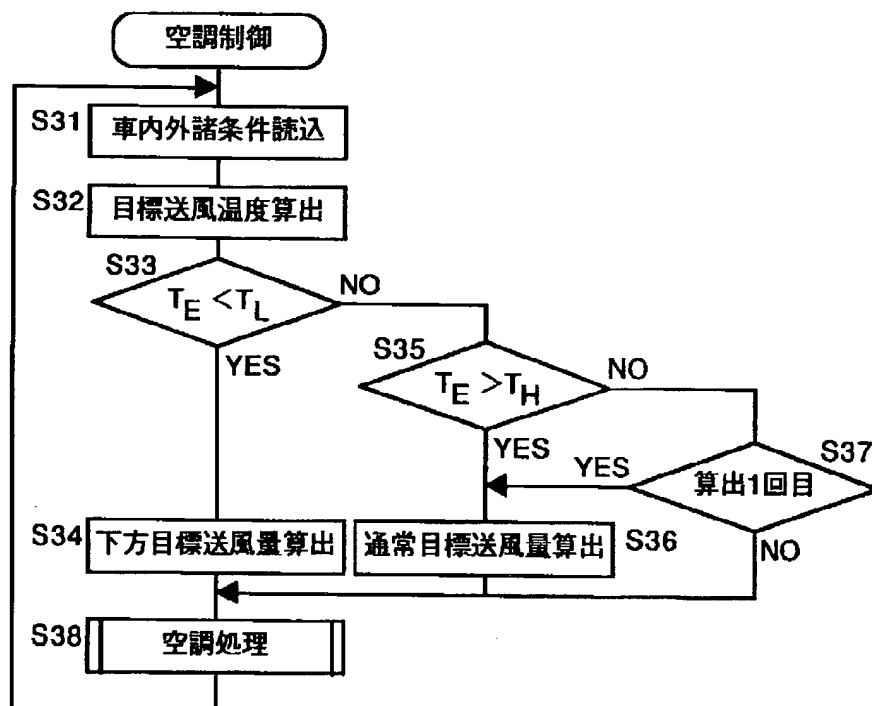 空調制御
S31
車内外諸条件読込
S32
目標送風温度算出
S33
T_E < T_L
NO
YES
S35
T_E > T_H
NO
YES
S37
算出1回目
YES
NO
S34
下方目標送風量算出
通常目標送風量算出
S36
S38
空調処理